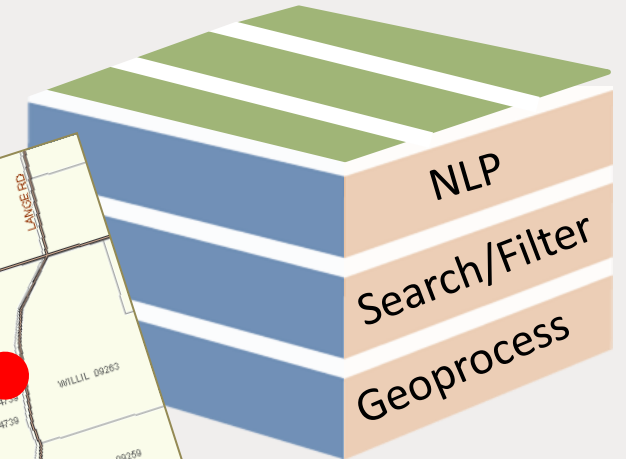 NLP
Search/Filter
Geoprocess
LANGE RD
WILLIL 09263
4739
09259